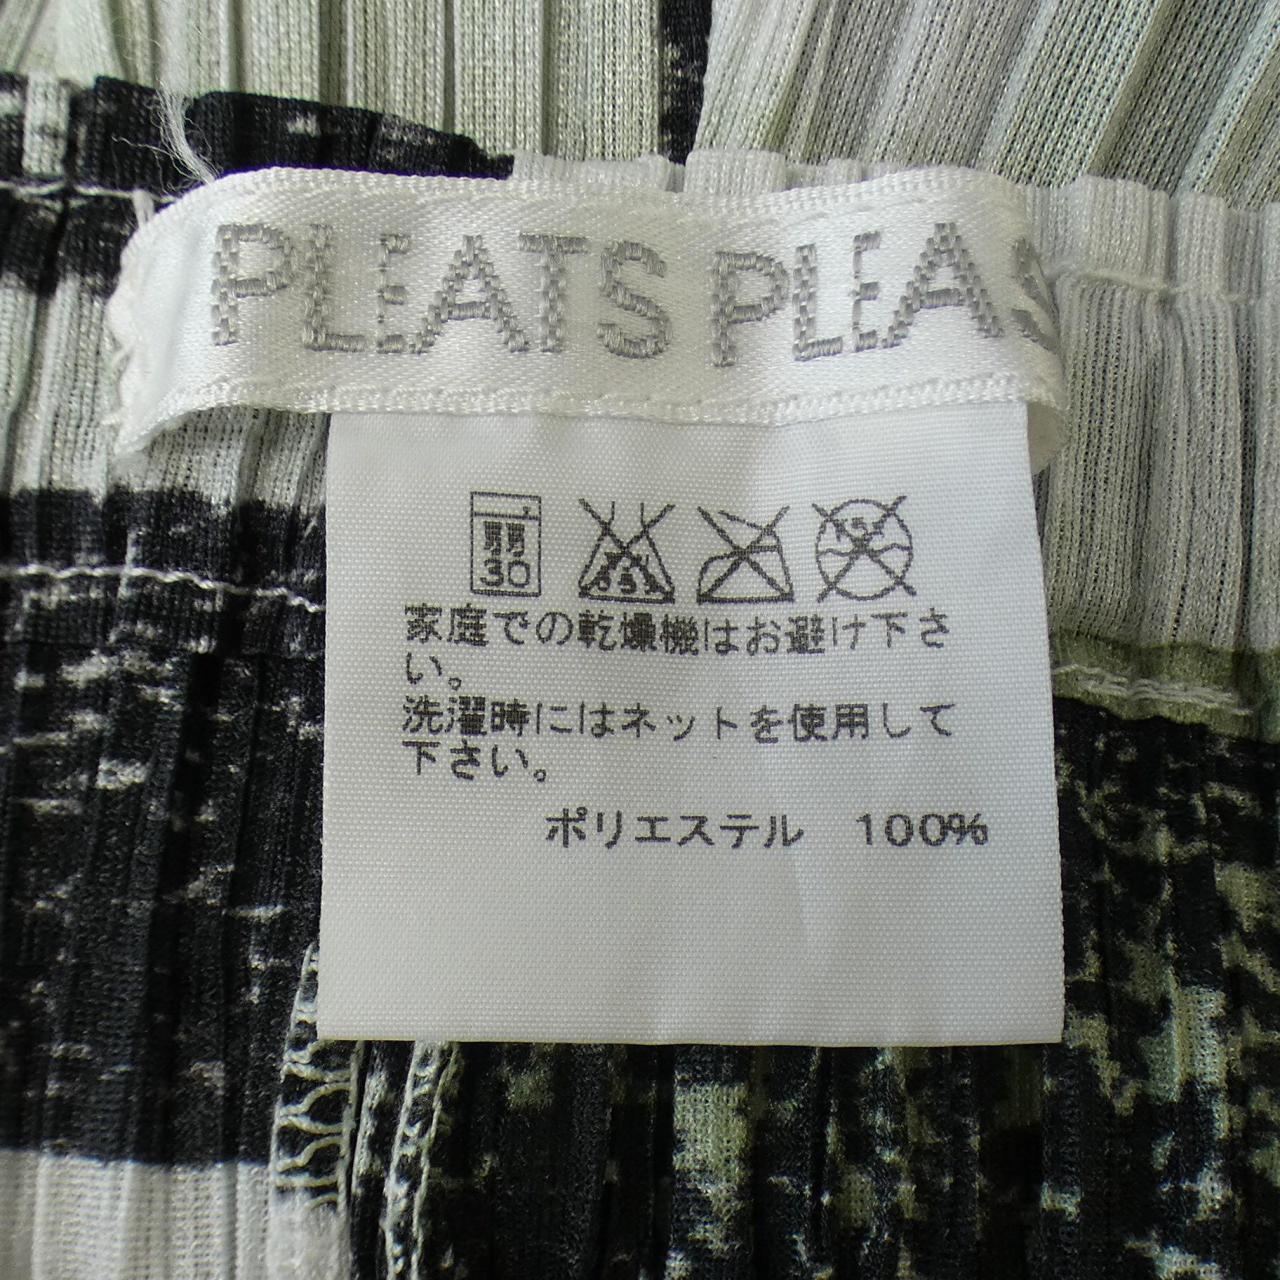 PLEATS PLEAS
弱
30
家庭での乾燥機はお避け下さ
い。
洗濯時にはネットを使用して
下さい。
ポリエステル 100%